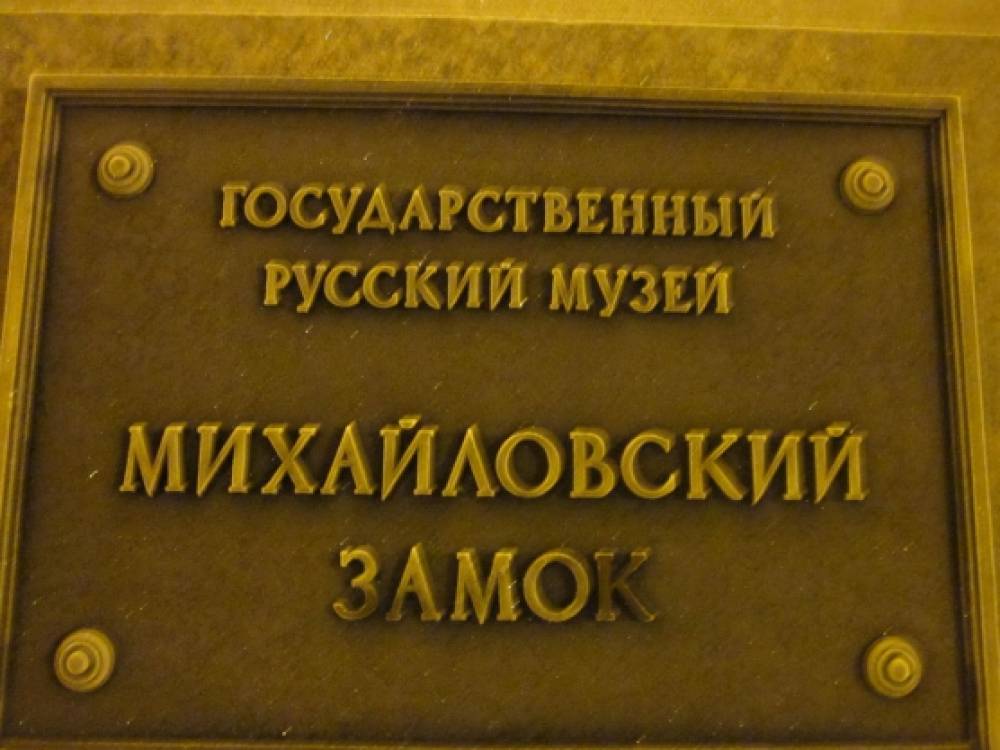 ГОСУДАРСТВЕННЫЙ
РУССКИЙ МУЗЕЙ
МИХАЙЛОВСКИЙ
ЗАМОК